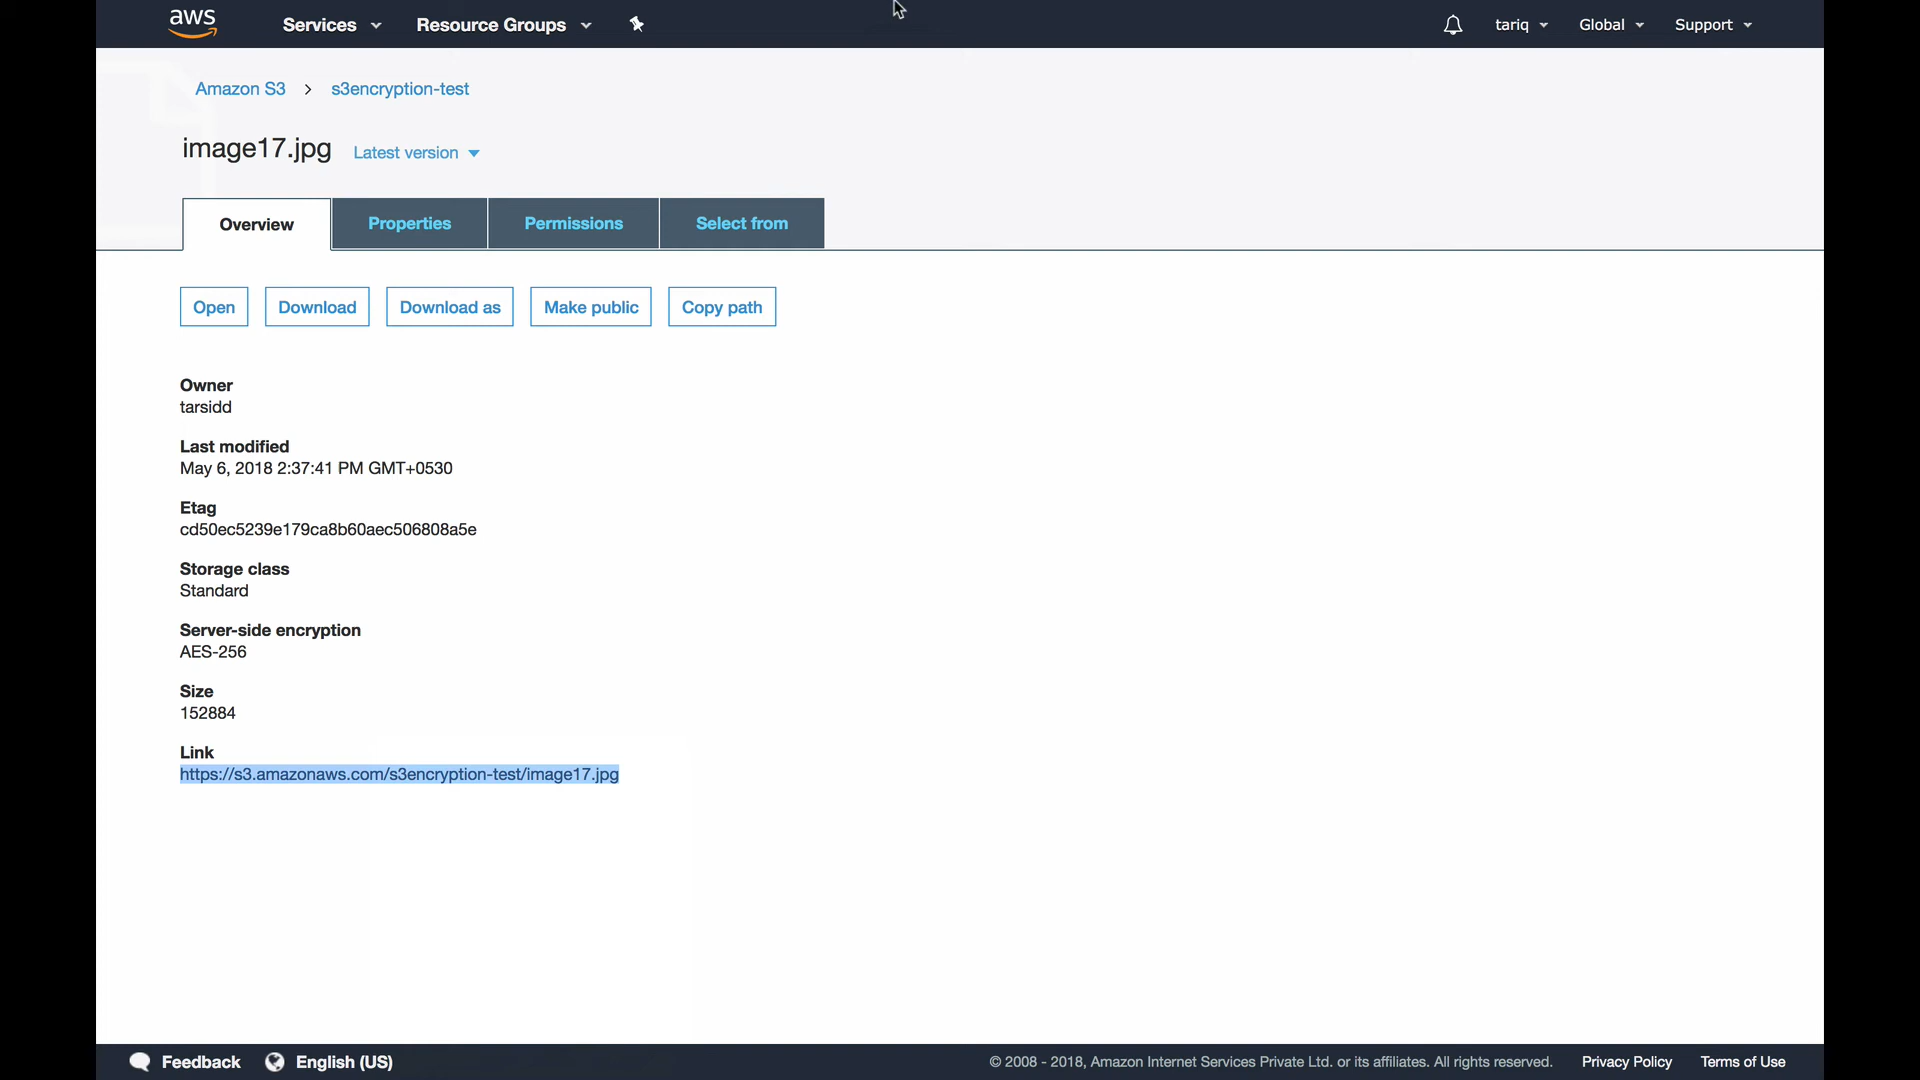 aws Services Resource Groups tariq Global Support
Amazon S3 > s3encryption-test
image17.jpg Latest version
Overview Properties Permissions Select from
Open Download Download as Make public Copy path
Owner
tarsidd
Last modified
May 6, 2018 2:37:41 PM GMT+0530
Etag
cd50ec5239e179ca8b60aec506808a5e
Storage class
Standard
Server-side encryption
AES-256
Size
152884
Link
https://s3.amazonaws.com/s3encryption-test/image17.jpg
Feedback English (US) © 2008 - 2018, Amazon Internet Services Private Ltd. or its affiliates. All rights reserved. Privacy Policy Terms of Use